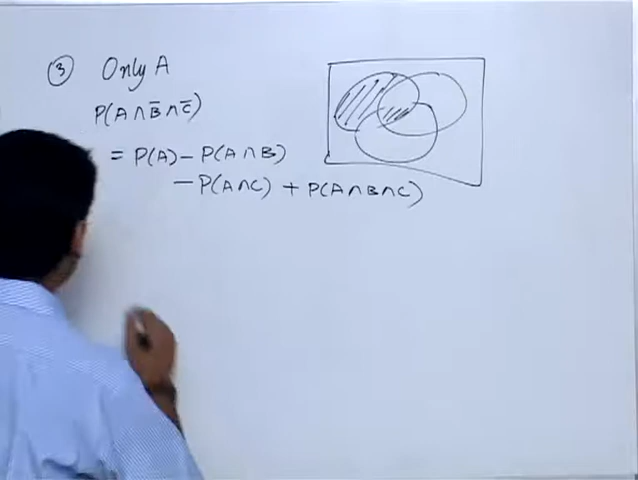 ③ Only A
P(A ∩ B̅ ∩ C̅)
= P(A) − P(A ∩ B)
− P(A ∩ C) + P(A ∩ B ∩ C)